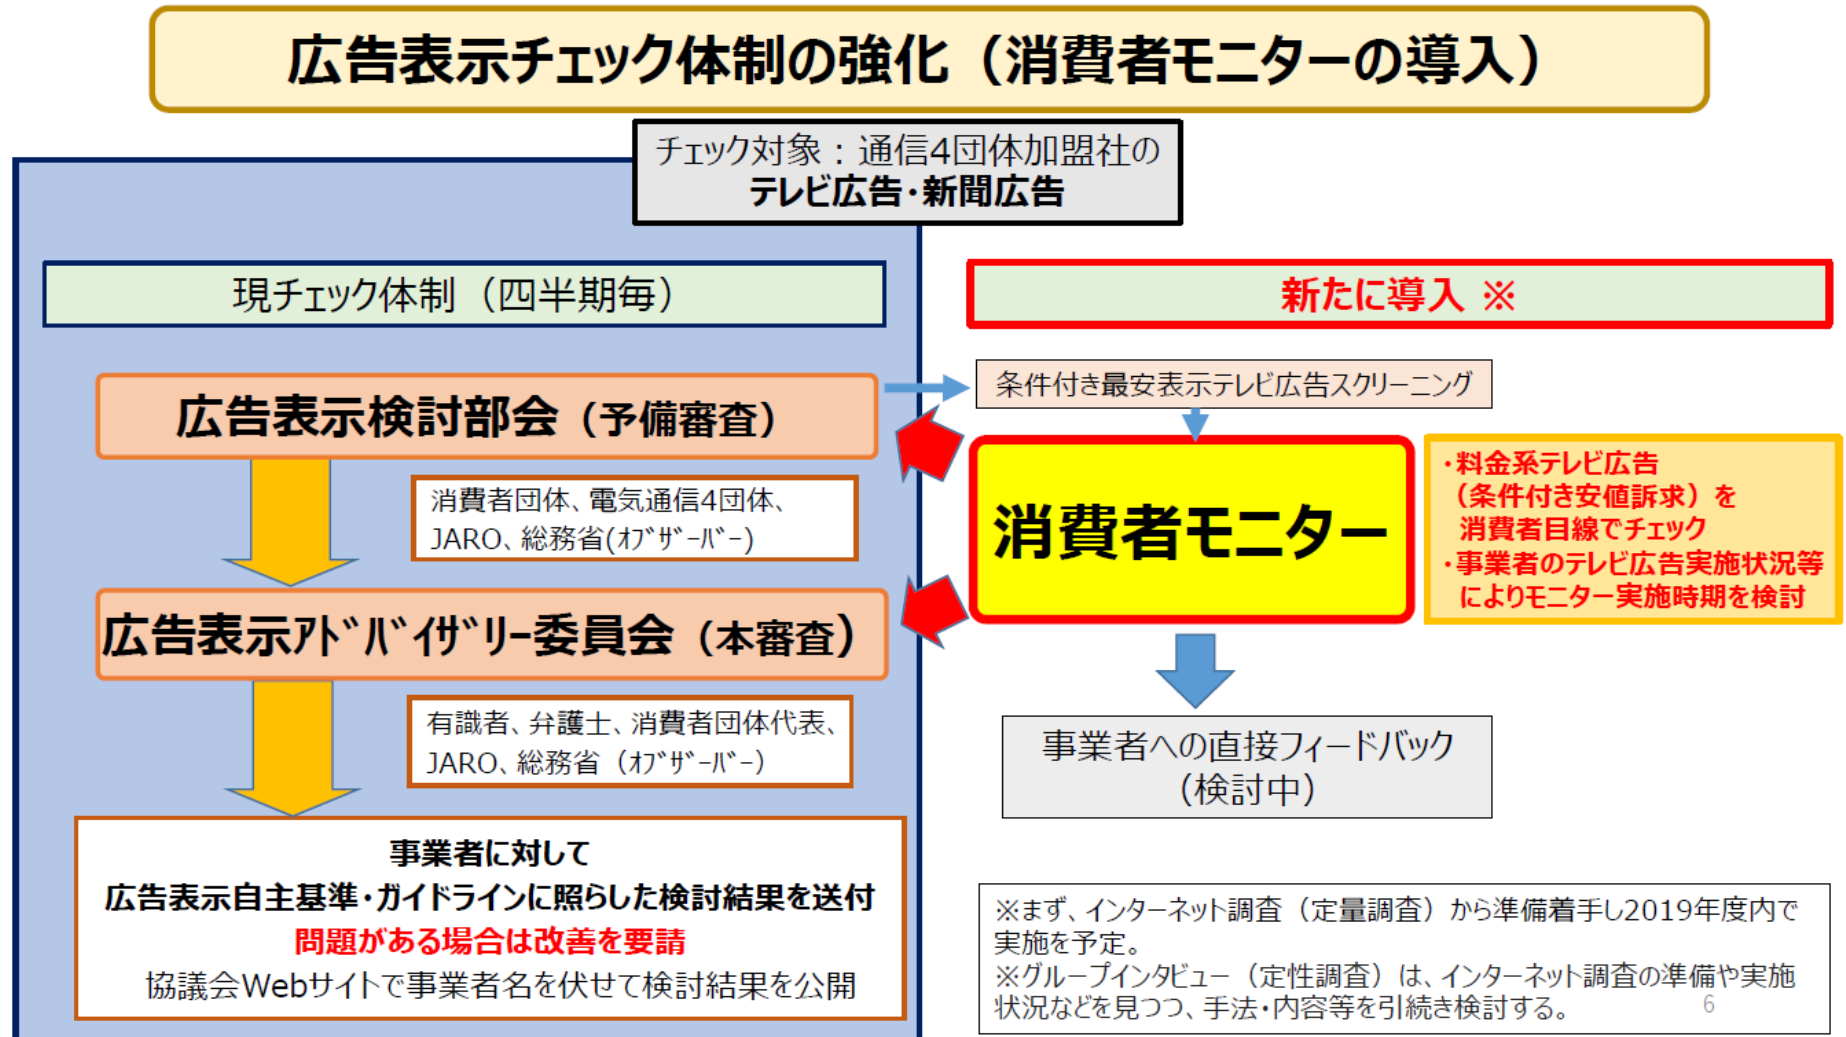 広告表示チェック体制の強化（消費者モニターの導入）
チェック対象：通信4団体加盟社の
テレビ広告・新聞広告
現チェック体制（四半期毎）
広告表示検討部会（予備審査）
消費者団体、電気通信4団体、
JARO、総務省(ｵﾌﾞｻﾞｰﾊﾞｰ)
広告表示ｱﾄﾞﾊﾞｲｻﾞﾘｰ委員会（本審査）
有識者、弁護士、消費者団体代表、
JARO、総務省（ｵﾌﾞｻﾞｰﾊﾞｰ）
事業者に対して
広告表示自主基準・ガイドラインに照らした検討結果を送付
問題がある場合は改善を要請
協議会Webサイトで事業者名を伏せて検討結果を公開
新たに導入 ※
条件付き最安表示テレビ広告スクリーニング
消費者モニター
・料金系テレビ広告
（条件付き安値訴求）を
消費者目線でチェック
・事業者のテレビ広告実施状況等
によりモニター実施時期を検討
事業者への直接フィードバック
（検討中）
※まず、インターネット調査（定量調査）から準備着手し2019年度内で
実施を予定。
※グループインタビュー（定性調査）は、インターネット調査の準備や実施
状況などを見つつ、手法・内容等を引続き検討する。
6